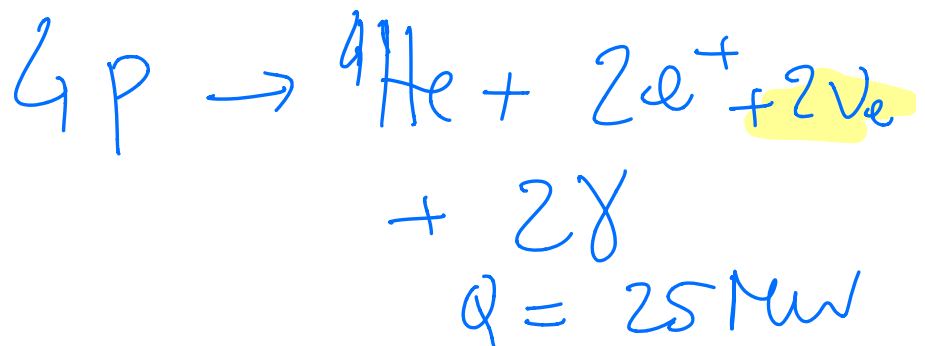 4p → ⁴He + 2e⁺ + 2νₑ
+ 2γ
Q = 25 MeV